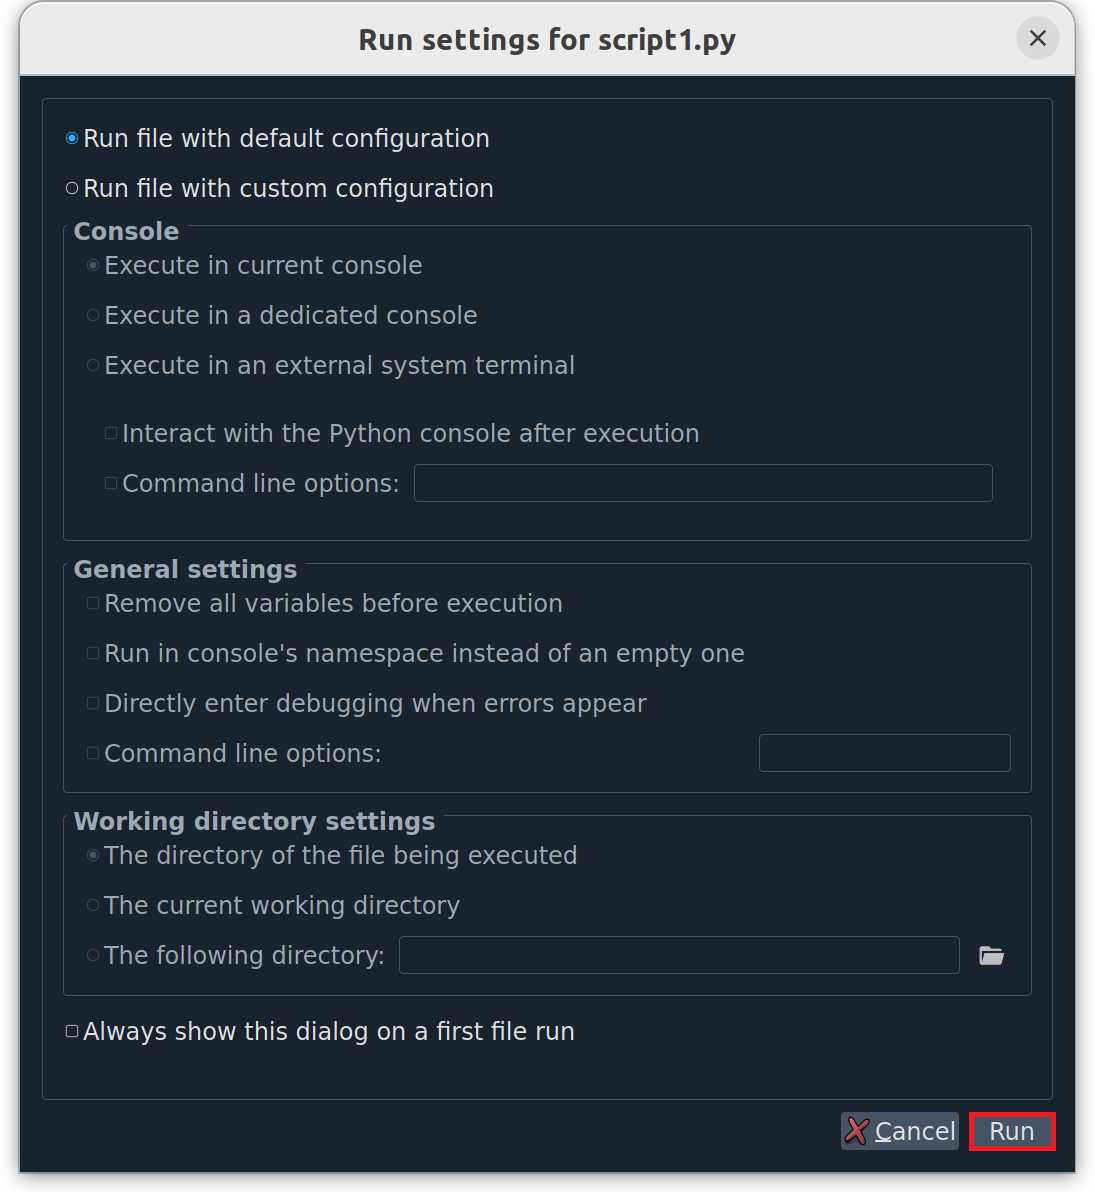 Run settings for script1.py
Run file with default configuration
Run file with custom configuration
Console
Execute in current console
Execute in a dedicated console
Execute in an external system terminal
Interact with the Python console after execution
Command line options:
General settings
Remove all variables before execution
Run in console's namespace instead of an empty one
Directly enter debugging when errors appear
Command line options:
Working directory settings
The directory of the file being executed
The current working directory
The following directory:
Always show this dialog on a first file run
Cancel Run